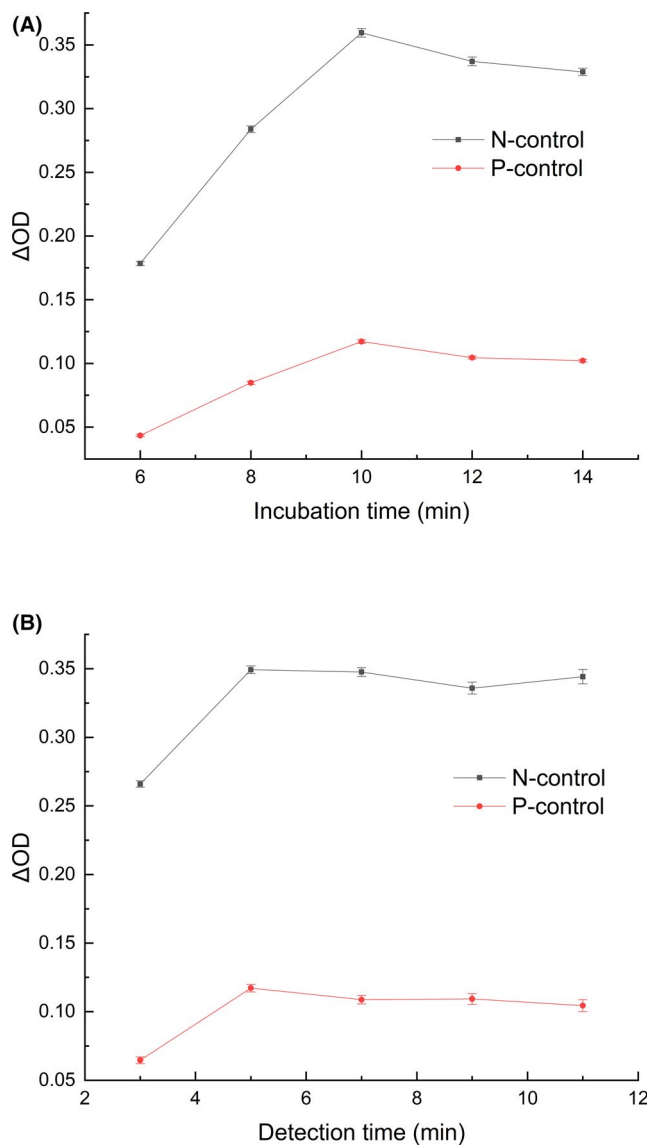 (A)
0.35
0.30
0.25
0.20
0.15
0.10
0.05
ΔOD
N-control
P-control
6 8 10 12 14
Incubation time (min)
(B)
0.35
0.30
0.25
0.20
0.15
0.10
0.05
ΔOD
N-control
P-control
2 4 6 8 10 12
Detection time (min)